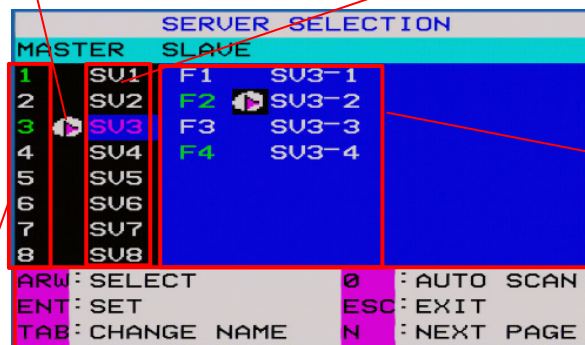 SERVER SELECTION
MASTER SLAVE
1 SV1 F1 SV3-1
2 SV2 F2 SV3-2
3 SV3 F3 SV3-3
4 SV4 F4 SV3-4
5 SV5
6 SV6
7 SV7
8 SV8
ARW: SELECT 0 : AUTO SCAN
ENT: SET ESC: EXIT
TAB: CHANGE NAME N : NEXT PAGE